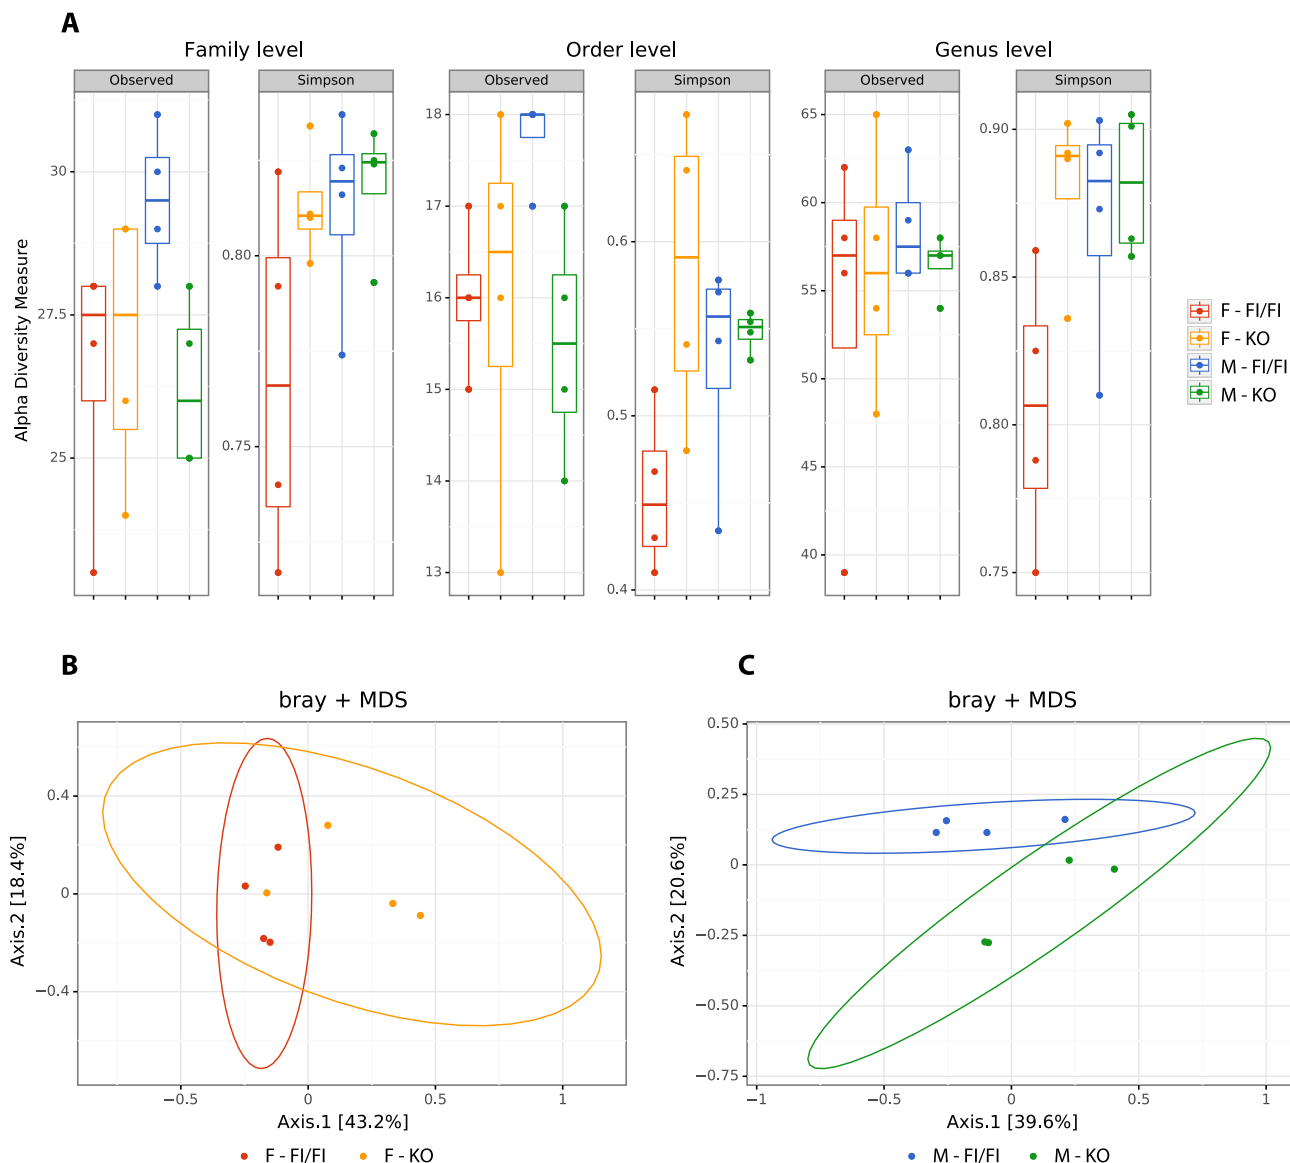 A
Family level
Order level
Genus level
Observed
Simpson
Observed
Simpson
Observed
Simpson
Alpha Diversity Measure
30
27.5
25
0.80
0.75
18
17
16
15
14
13
0.6
0.5
0.4
65
60
55
50
45
40
0.90
0.85
0.80
0.75
F - FI/FI
F - KO
M - FI/FI
M - KO
B
bray + MDS
Axis.2 [18.4%]
0.4
0
−0.4
−0.5
0
0.5
1
Axis.1 [43.2%]
F - FI/FI
F - KO
C
bray + MDS
Axis.2 [20.6%]
0.50
0.25
0
−0.25
−0.50
−0.75
−1
−0.5
0
0.5
1
Axis.1 [39.6%]
M - FI/FI
M - KO